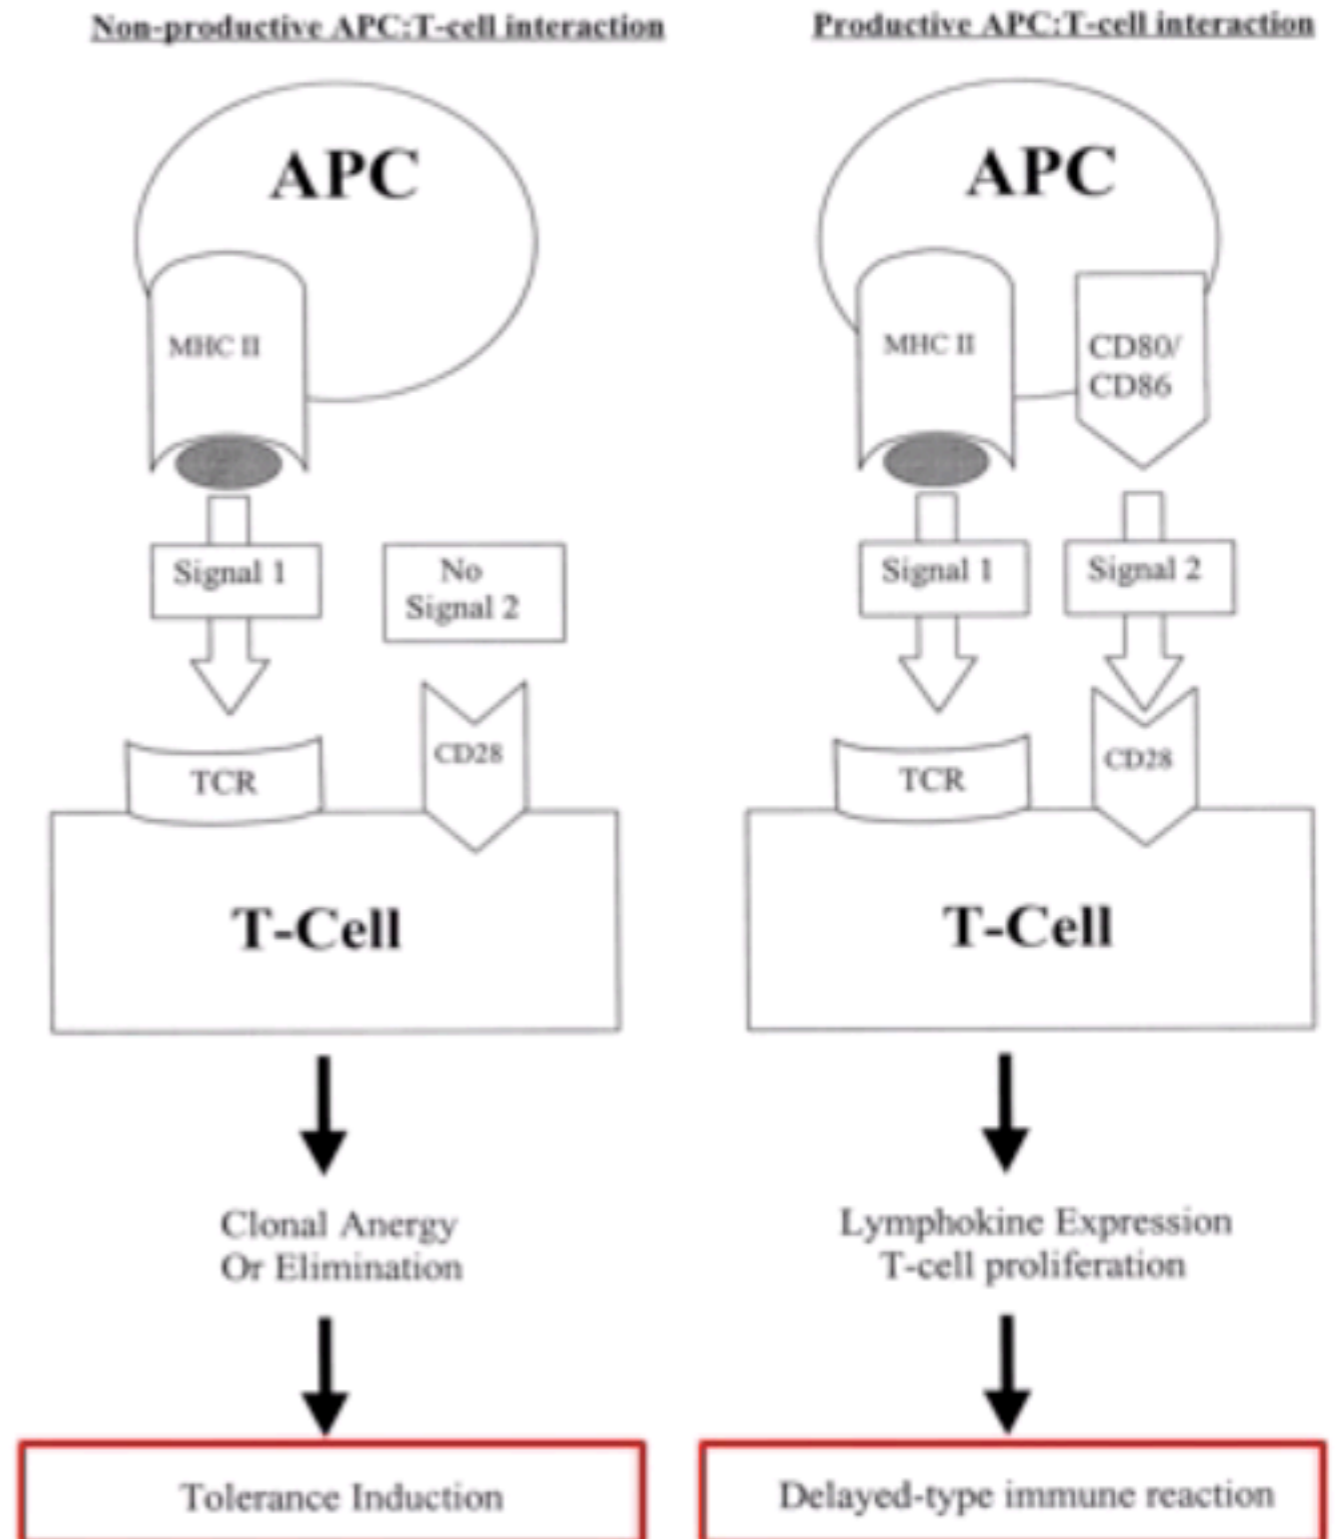 Non-productive APC:T-cell interaction
APC
MHC II
Signal 1
No
Signal 2
TCR
CD28
T-Cell
Clonal Anergy
Or Elimination
Tolerance Induction
Productive APC:T-cell interaction
APC
MHC II
CD80/
CD86
Signal 1
Signal 2
TCR
CD28
T-Cell
Lymphokine Expression
T-cell proliferation
Delayed-type immune reaction